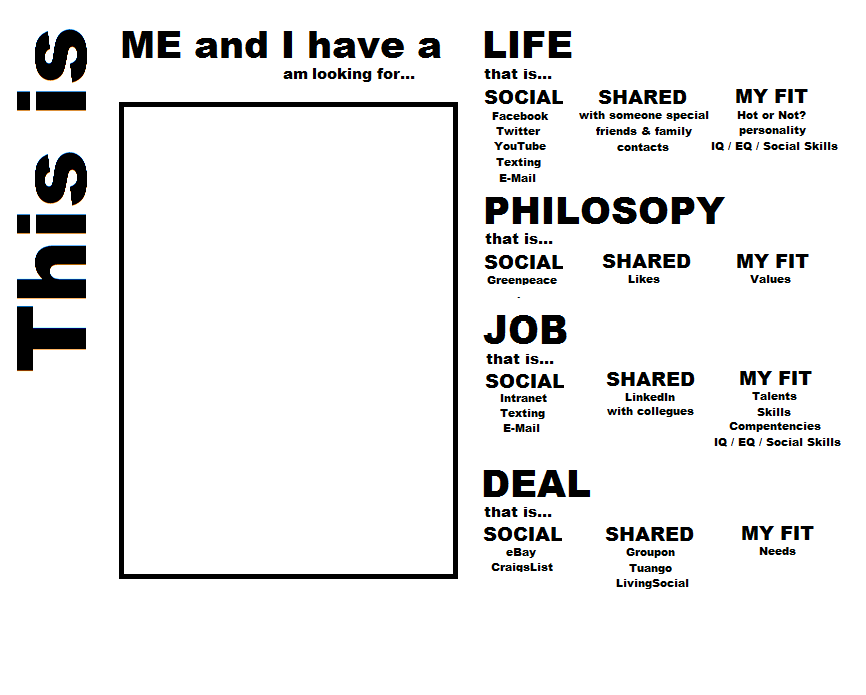 This is
ME and I have a
am looking for...
LIFE
that is...
SOCIAL
Facebook
Twitter
YouTube
Texting
E-Mail
SHARED
with someone special
friends & family
contacts
MY FIT
Hot or Not?
personality
IQ / EQ / Social Skills
PHILOSOPY
that is...
SOCIAL
Greenpeace
.
SHARED
Likes
MY FIT
Values
JOB
that is...
SOCIAL
Intranet
Texting
E-Mail
SHARED
LinkedIn
with collegues
MY FIT
Talents
Skills
Compentencies
IQ / EQ / Social Skills
DEAL
that is...
SOCIAL
eBay
CraigsList
SHARED
Groupon
Tuango
LivingSocial
MY FIT
Needs